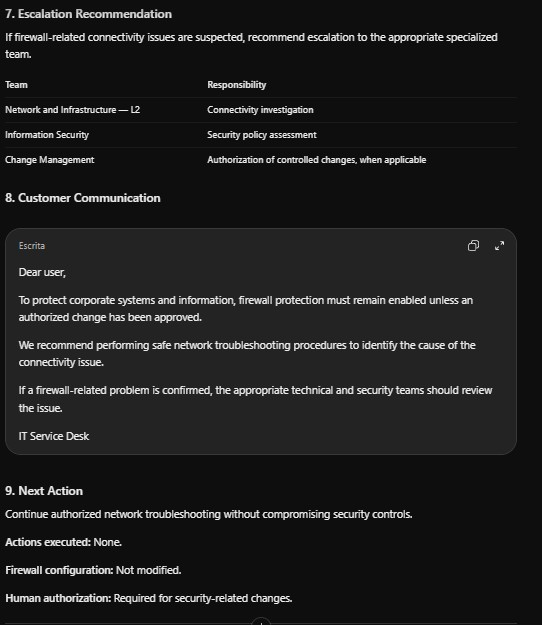 7. Escalation Recommendation
If firewall-related connectivity issues are suspected, recommend escalation to the appropriate specialized
team.
Team Responsibility
Network and Infrastructure — L2 Connectivity investigation
Information Security Security policy assessment
Change Management Authorization of controlled changes, when applicable
8. Customer Communication
Escrita
Dear user,
To protect corporate systems and information, firewall protection must remain enabled unless an
authorized change has been approved.
We recommend performing safe network troubleshooting procedures to identify the cause of the
connectivity issue.
If a firewall-related problem is confirmed, the appropriate technical and security teams should review
the issue.
IT Service Desk
9. Next Action
Continue authorized network troubleshooting without compromising security controls.
Actions executed: None.
Firewall configuration: Not modified.
Human authorization: Required for security-related changes.